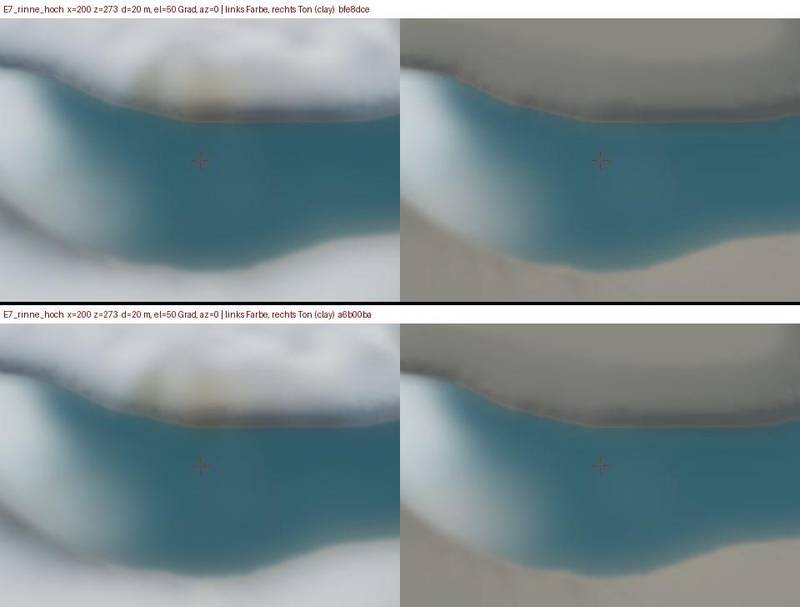 E7_rinne_hoch x=200 z=273 d=20 m, el=50 Grad, az=0 | links Farbe, rechts Ton (clay) bfe8dce
E7_rinne_hoch x=200 z=273 d=20 m, el=50 Grad, az=0 | links Farbe, rechts Ton (clay) a6b00ba